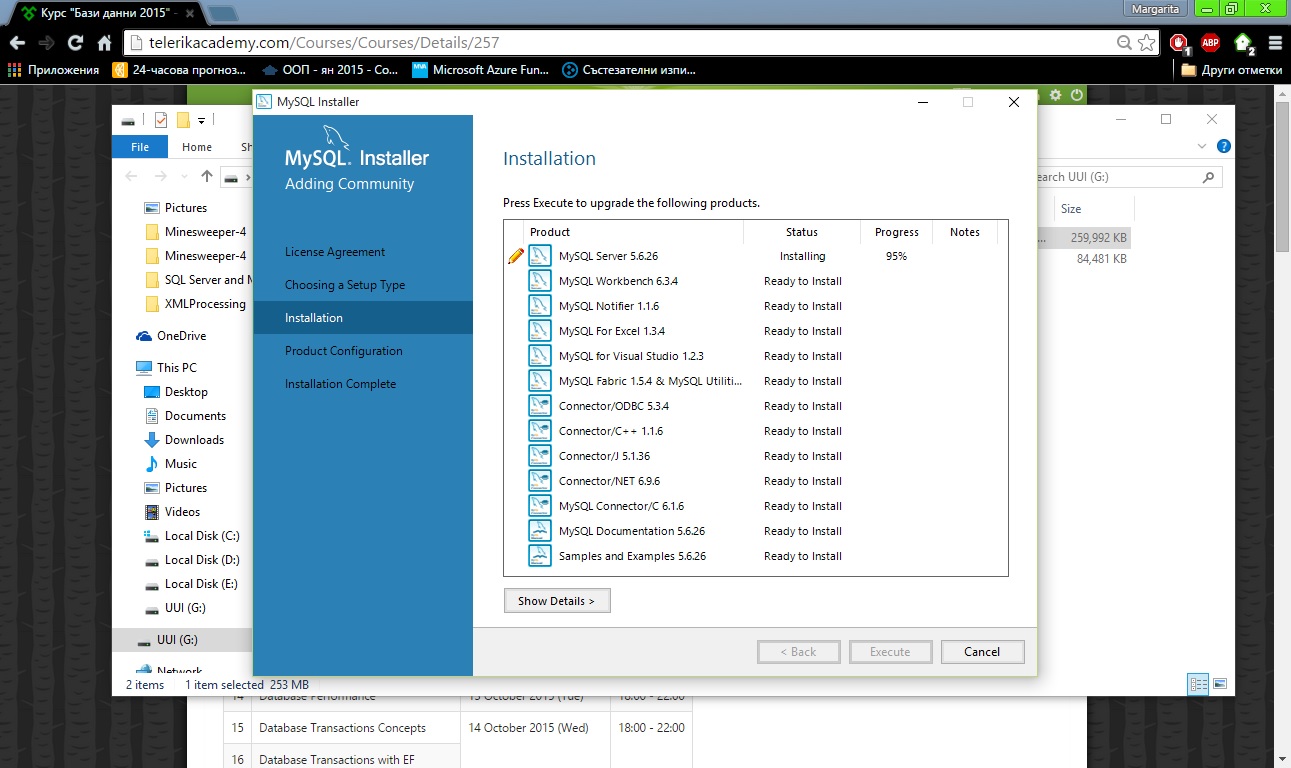 Курс "Бази данни 2015" -
Margarita
telerikacademy.com/Courses/Courses/Details/257
1
ABP
2
Приложения
24-часова прогноз...
ООП - ян 2015 - Со...
MVA
Microsoft Azure Fun...
Състезателни изпи...
Други отметки
MySQL Installer
File
Home
Sh
earch UUI (G:)
Size
259,992 KB
84,481 KB
Pictures
Minesweeper-4
Minesweeper-4
SQL Server and M
XMLProcessing
OneDrive
This PC
Desktop
Documents
Downloads
Music
Pictures
Videos
Local Disk (C:)
Local Disk (D:)
Local Disk (E:)
UUI (G:)
UUI (G:)
Network
2 items
1 item selected 253 MB
MySQL. Installer
Adding Community
License Agreement
Choosing a Setup Type
Installation
Product Configuration
Installation Complete
Installation
Press Execute to upgrade the following products.
Product Status Progress Notes
MySQL Server 5.6.26 Installing 95%
MySQL Workbench 6.3.4 Ready to Install
MySQL Notifier 1.1.6 Ready to Install
MySQL For Excel 1.3.4 Ready to Install
MySQL for Visual Studio 1.2.3 Ready to Install
MySQL Fabric 1.5.4 & MySQL Utiliti... Ready to Install
Connector/ODBC 5.3.4 Ready to Install
Connector/C++ 1.1.6 Ready to Install
Connector/J 5.1.36 Ready to Install
Connector/NET 6.9.6 Ready to Install
MySQL Connector/C 6.1.6 Ready to Install
MySQL Documentation 5.6.26 Ready to Install
Samples and Examples 5.6.26 Ready to Install
Show Details >
< Back
Execute
Cancel
14 Database Performance 13 October 2015 (Tue) 18:00 - 22:00
15 Database Transactions Concepts 14 October 2015 (Wed) 18:00 - 22:00
16 Database Transactions with EF